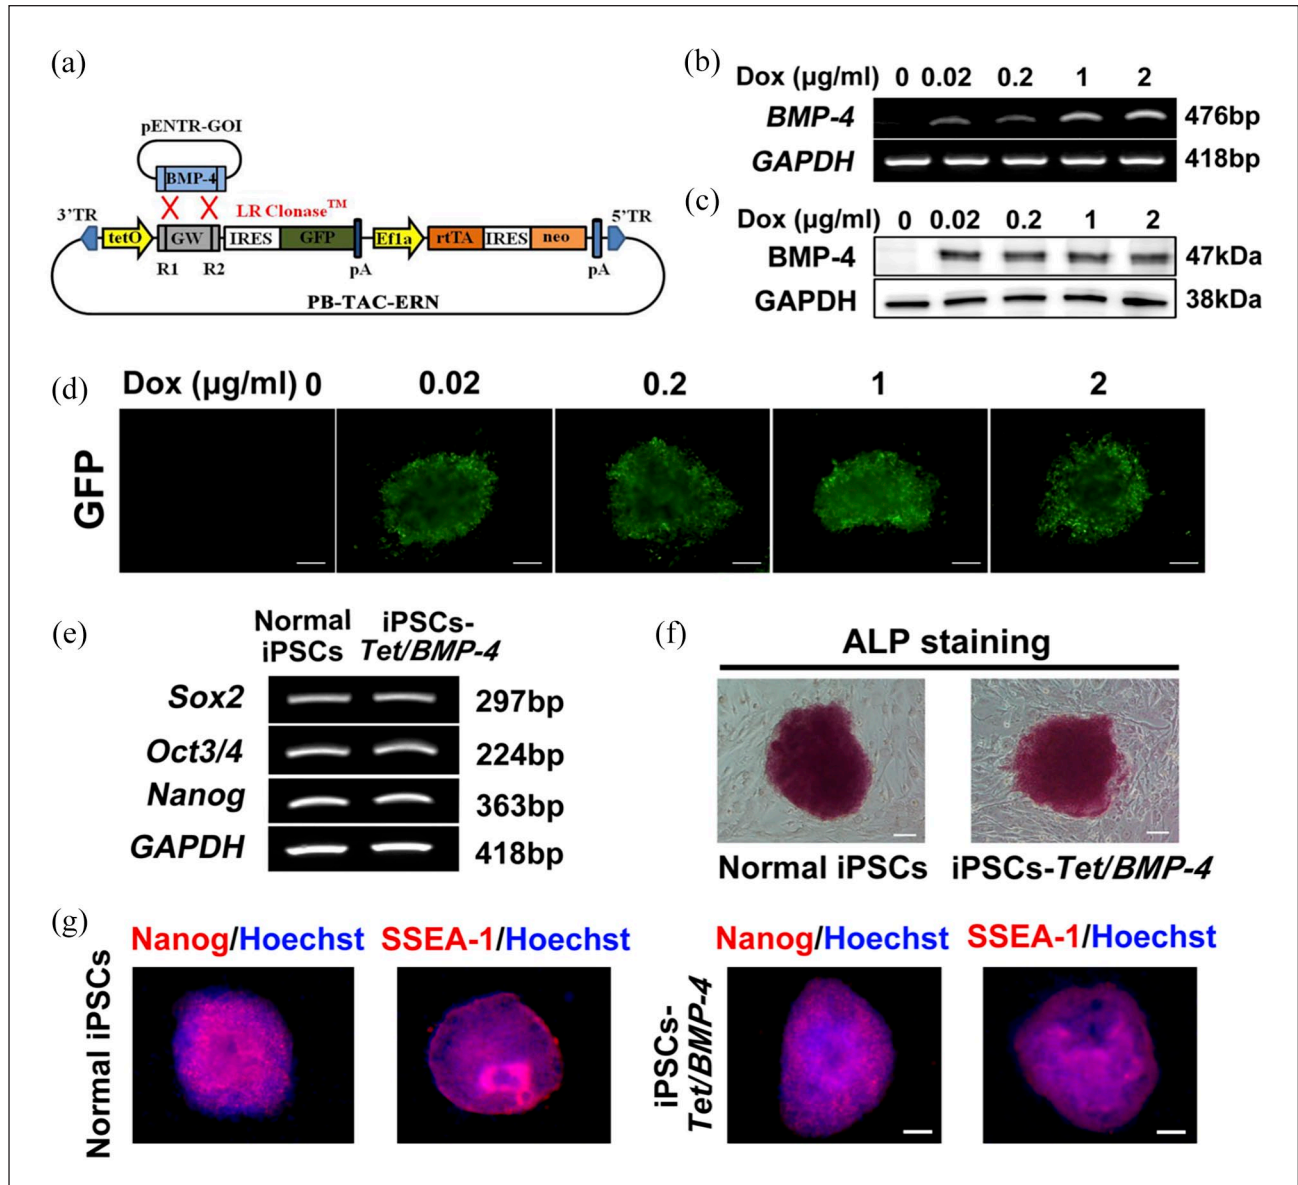 (a)
pENTR-GOI
BMP-4
3'TR
LR Clonase™
5'TR
tetO
GW
IRES
GFP
Ef1a
rtTA
IRES
neo
R1
R2
pA
pA
PB-TAC-ERN
(b)
Dox (µg/ml) 0 0.02 0.2 1 2
BMP-4 476bp
GAPDH 418bp
(c)
Dox (µg/ml) 0 0.02 0.2 1 2
BMP-4 47kDa
GAPDH 38kDa
(d)
Dox (µg/ml) 0 0.02 0.2 1 2
GFP
(e)
Normal iPSCs
iPSCs-Tet/BMP-4
Sox2 297bp
Oct3/4 224bp
Nanog 363bp
GAPDH 418bp
(f)
ALP staining
Normal iPSCs
iPSCs-Tet/BMP-4
(g)
Nanog/Hoechst SSEA-1/Hoechst
Normal iPSCs
Nanog/Hoechst SSEA-1/Hoechst
iPSCs-
Tet/BMP-4